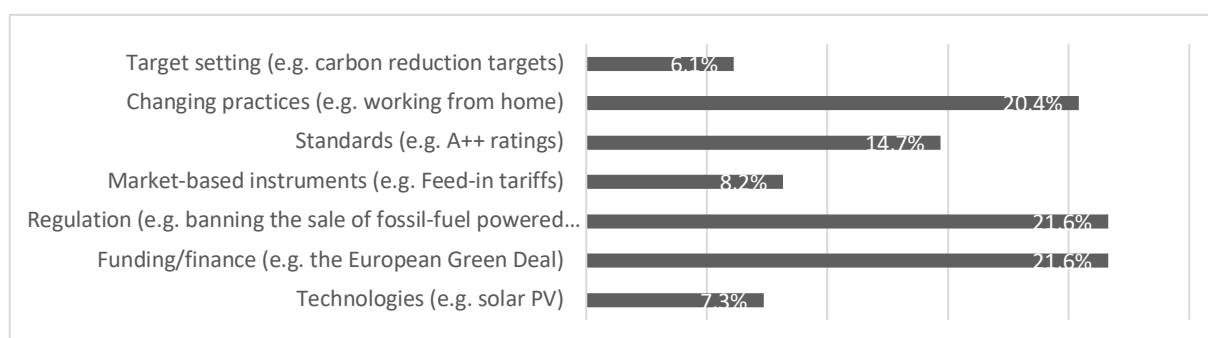 Target setting (e.g. carbon reduction targets) 6.1%
Changing practices (e.g. working from home) 20.4%
Standards (e.g. A++ ratings) 14.7%
Market-based instruments (e.g. Feed-in tariffs) 8.2%
Regulation (e.g. banning the sale of fossil-fuel powered... 21.6%
Funding/finance (e.g. the European Green Deal) 21.6%
Technologies (e.g. solar PV) 7.3%